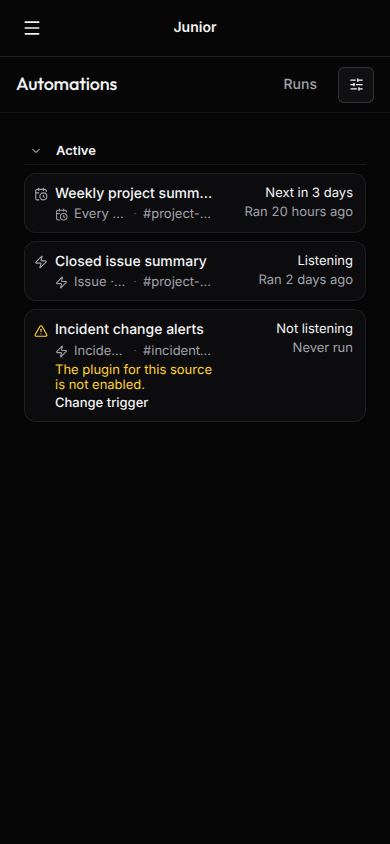 Junior
Automations
Runs
Active
Weekly project summ...
Next in 3 days
Every ... · #project-...
Ran 20 hours ago
Closed issue summary
Listening
Issue ·... · #project-...
Ran 2 days ago
Incident change alerts
Not listening
Incide... · #incident...
Never run
The plugin for this source
is not enabled.
Change trigger